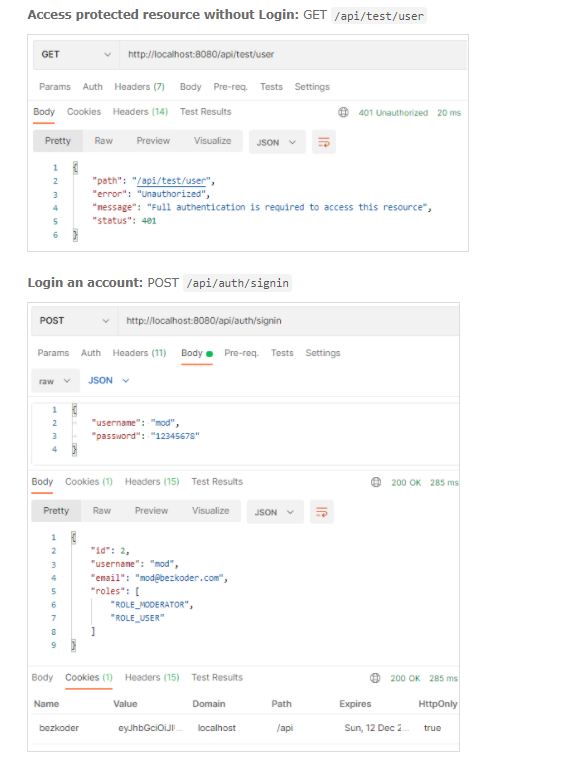 Access protected resource without Login: GET /api/test/user
GET http://localhost:8080/api/test/user
Params Auth Headers (7) Body Pre-req. Tests Settings
Body Cookies Headers (14) Test Results 401 Unauthorized 20 ms
Pretty Raw Preview Visualize JSON
1 {
2 "path": "/api/test/user",
3 "error": "Unauthorized",
4 "message": "Full authentication is required to access this resource",
5 "status": 401
6 }
Login an account: POST /api/auth/signin
POST http://localhost:8080/api/auth/signin
Params Auth Headers (11) Body Pre-req. Tests Settings
raw JSON
1 {
2 "username": "mod",
3 "password": "12345678"
4 }
Body Cookies (1) Headers (15) Test Results 200 OK 285 ms
Pretty Raw Preview Visualize JSON
1 {
2 "id": 2,
3 "username": "mod",
4 "email": "mod@bezkoder.com",
5 "roles": [
6 "ROLE_MODERATOR",
7 "ROLE_USER"
8 ]
9 }
Body Cookies (1) Headers (15) Test Results 200 OK 285 ms
Name Value Domain Path Expires HttpOnly
bezkoder eyJhbGciOiJI... localhost /api Sun, 12 Dec 2... true